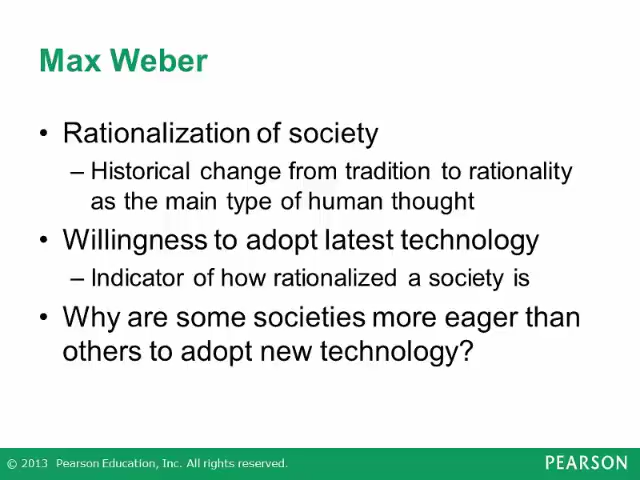 Max Weber
• Rationalization of society
– Historical change from tradition to rationality
as the main type of human thought
• Willingness to adopt latest technology
– Indicator of how rationalized a society is
• Why are some societies more eager than
others to adopt new technology?
© 2013 Pearson Education, Inc. All rights reserved.
PEARSON